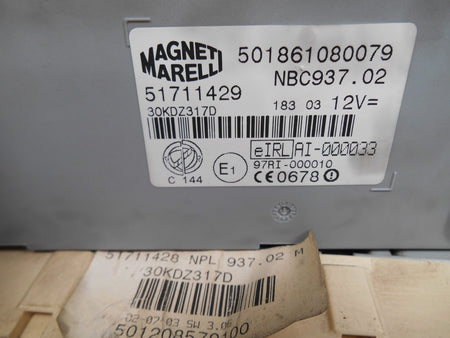 MAGNETI MARELLI
501861080079
NBC937.02
51711429
183 03 12V=
30KDZ317D
eIRL AI-000033
97RI-000010
C 144
E1
CE0678
51711428 NPL 937.02 M
30KDZ317D
02-07-03 SW 3.06
501208570100